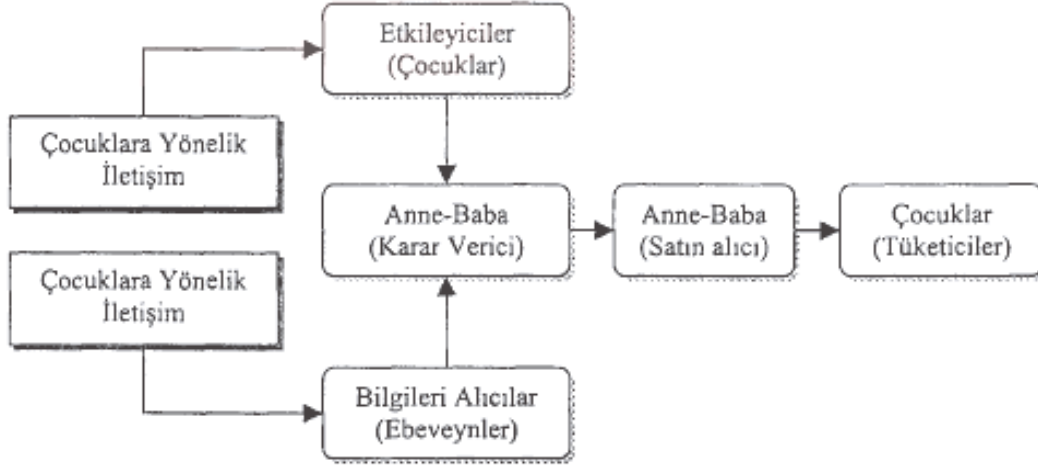 Etkileyiciler
(Çocuklar)
Çocuklara Yönelik
İletişim
Anne-Baba
(Karar Verici)
Anne-Baba
(Satın alıcı)
Çocuklar
(Tüketiciler)
Çocuklara Yönelik
İletişim
Bilgileri Alıcılar
(Ebeveynler)